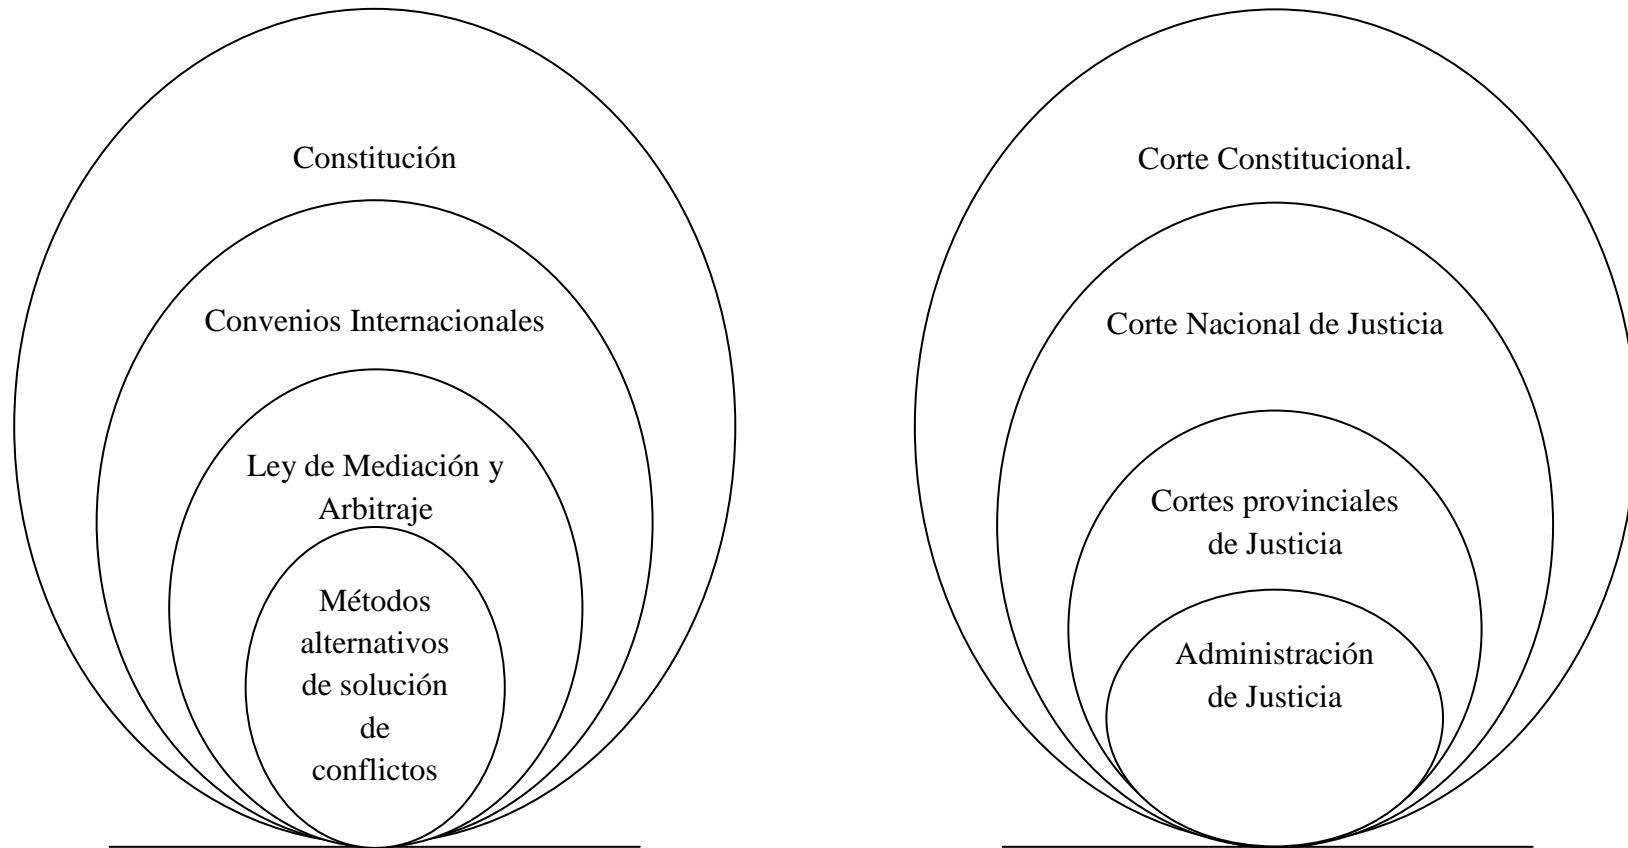 Constitución
Convenios Internacionales
Ley de Mediación y
Arbitraje
Métodos
alternativos
de solución
de
conflictos
Corte Constitucional.
Corte Nacional de Justicia
Cortes provinciales
de Justicia
Administración
de Justicia